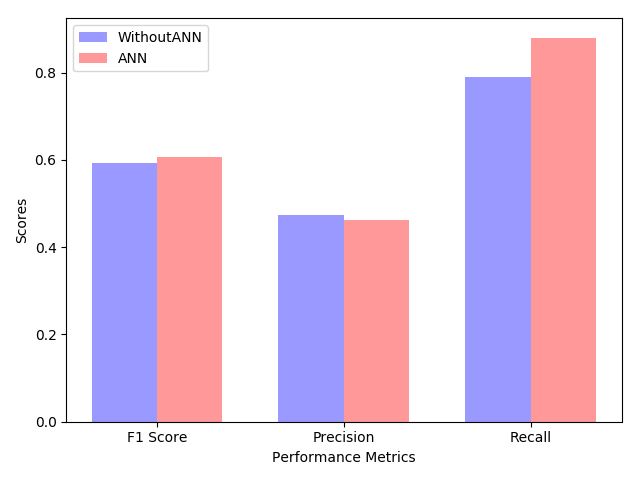 WithoutANN
ANN
0.8
0.6
0.4
0.2
0.0
Scores
F1 Score Precision Recall
Performance Metrics